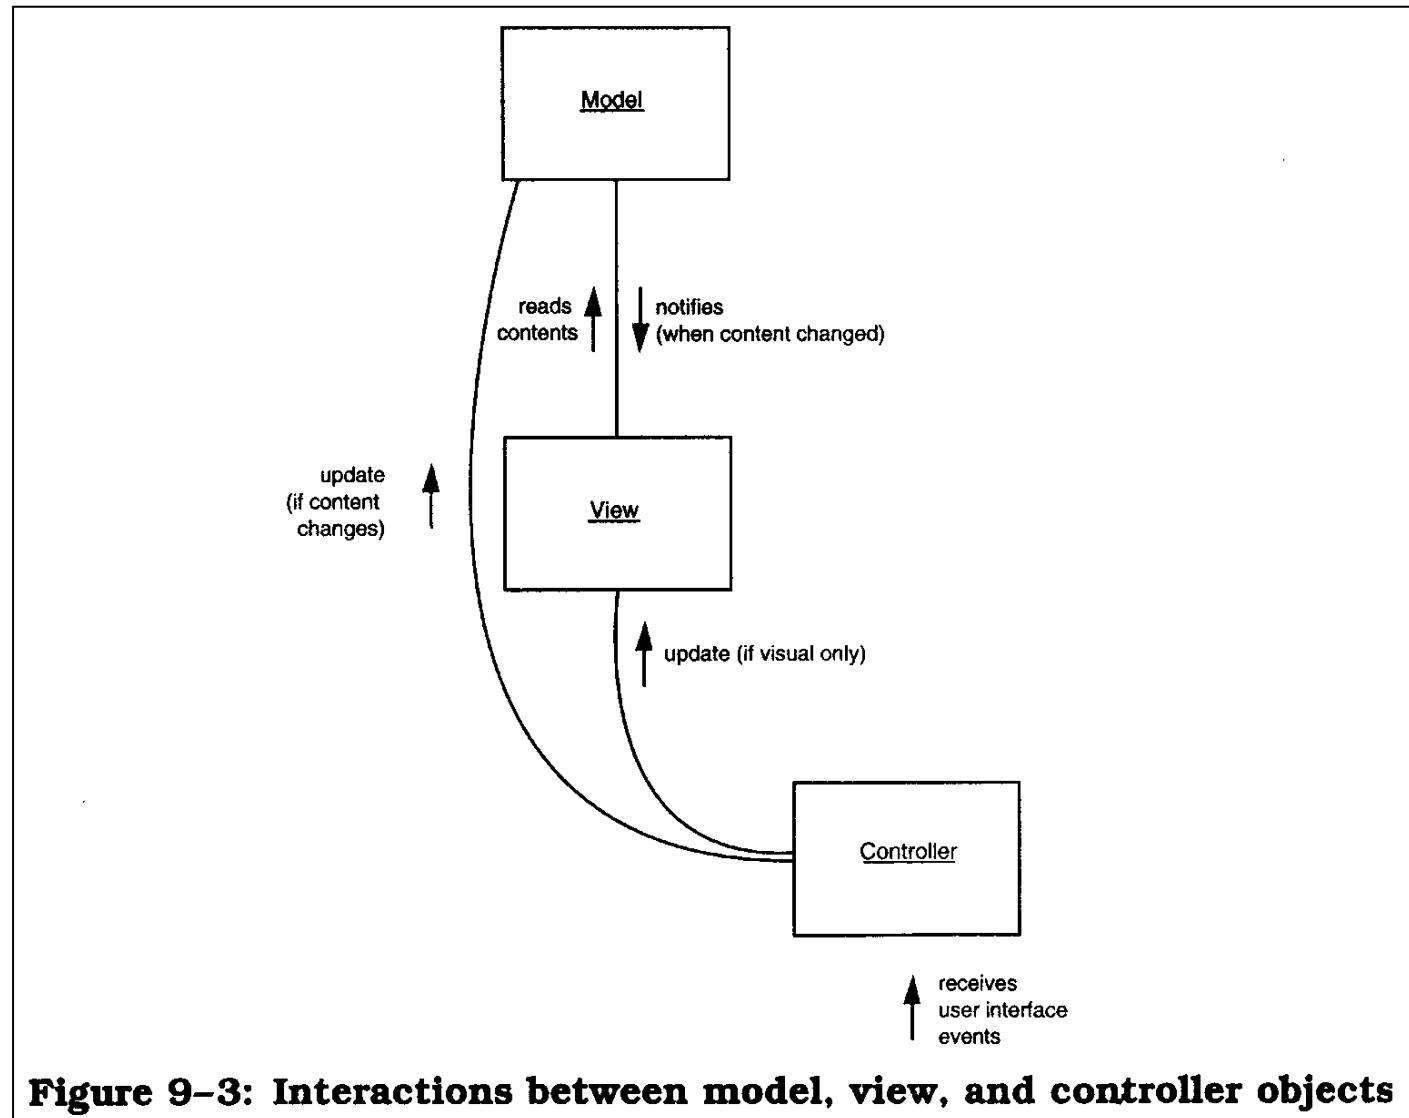 Model
reads
contents
notifies
(when content changed)
update
(if content
changes)
View
update (if visual only)
Controller
receives
user interface
events
Figure 9–3: Interactions between model, view, and controller objects